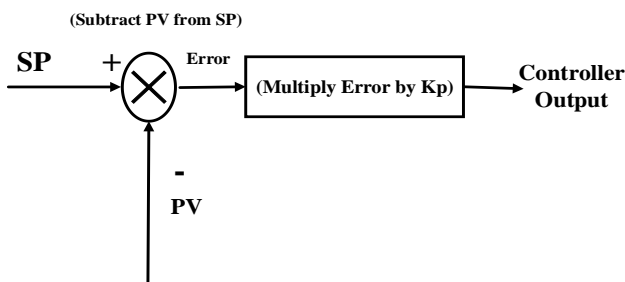 (Subtract PV from SP)
SP
+
Error
(Multiply Error by Kp)
Controller
Output
-
PV